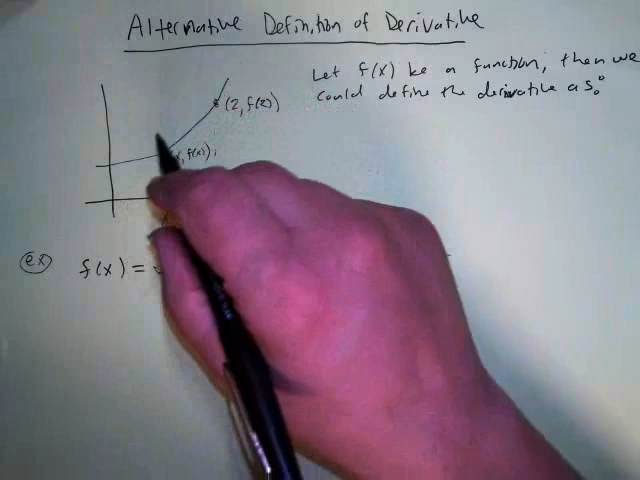 Alternative Definition of Derivative
Let f(x) be a function, then we
could define the derivative as:
(2, f(2))
, f(x))
ex f(x) =